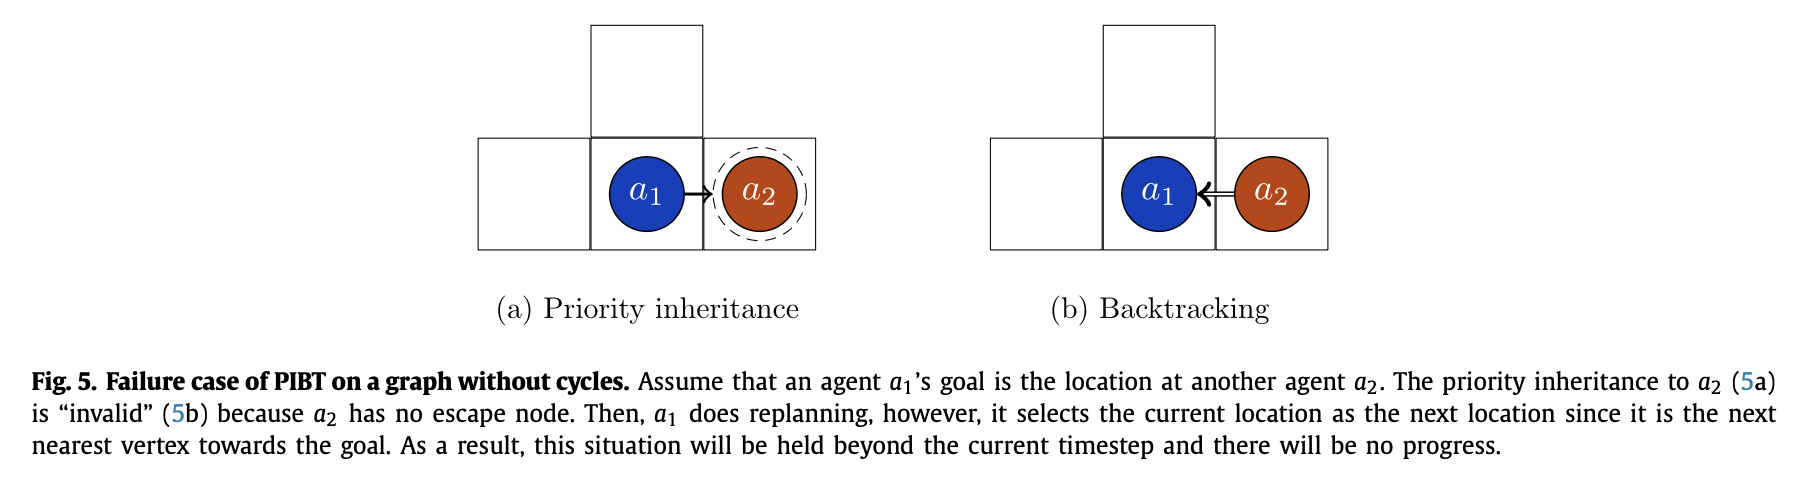 a₁ a₂ a₁ a₂
(a) Priority inheritance (b) Backtracking
Fig. 5. Failure case of PIBT on a graph without cycles. Assume that an agent a₁’s goal is the location at another agent a₂. The priority inheritance to a₂ (5a)
is “invalid” (5b) because a₂ has no escape node. Then, a₁ does replanning, however, it selects the current location as the next location since it is the next
nearest vertex towards the goal. As a result, this situation will be held beyond the current timestep and there will be no progress.